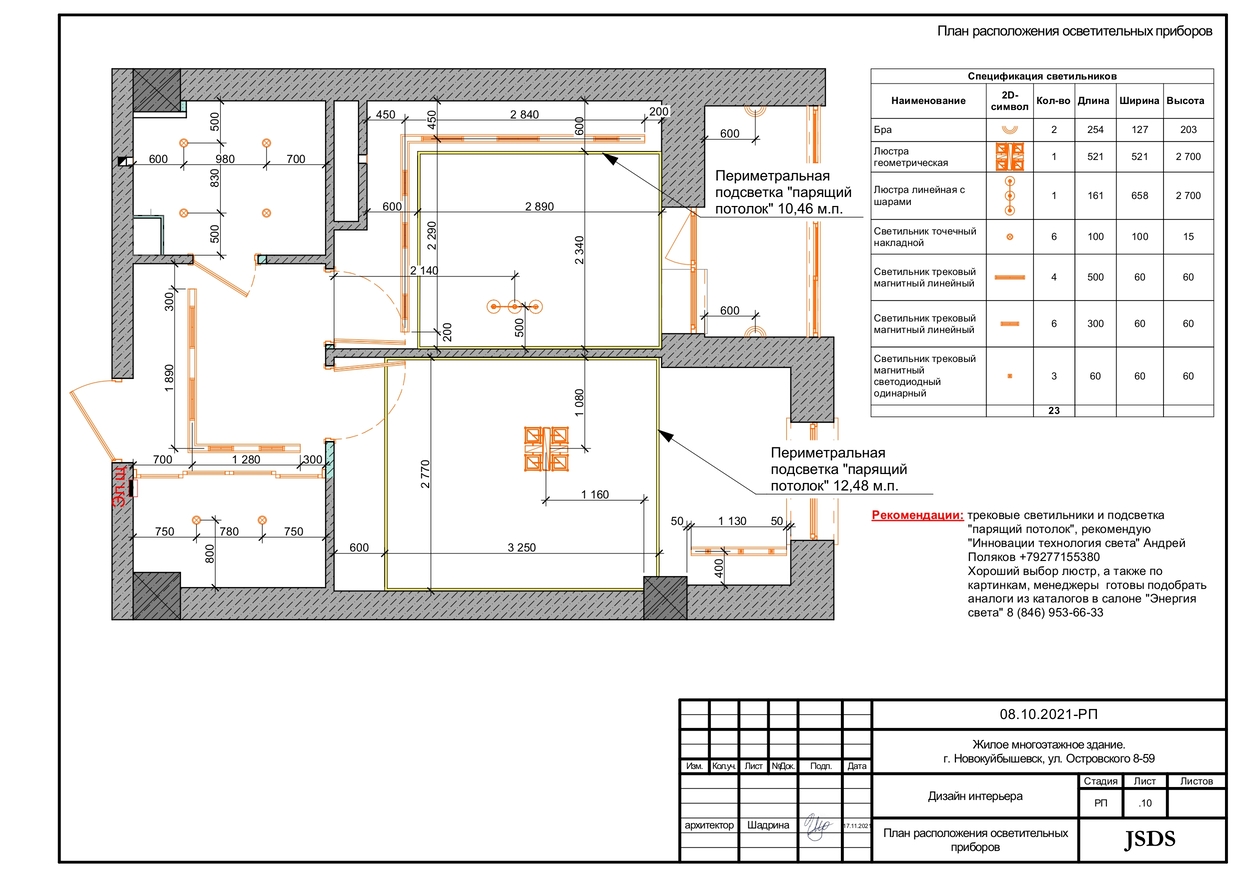 План расположения осветительных приборов
Спецификация светильников
Наименование 2D-символ Кол-во Длина Ширина Высота
Бра 2 254 127 203
Люстра геометрическая 1 521 521 2 700
Люстра линейная с шарами 1 161 658 2 700
Светильник точечный накладной 6 100 100 15
Светильник трековый магнитный линейный 4 500 60 60
Светильник трековый магнитный линейный 6 300 60 60
Светильник трековый магнитный светодиодный одинарный 3 60 60 60
23
450 450 2 840 600 200
500
600 980 700
830
500
600
600 2 890
2 290
2 340
2 140
200
500
600
Периметральная
подсветка "парящий
потолок" 10,46 м.п.
300
1 890
700 1 280 300
1 080
2 770
1 160
600 3 250
750 780 750
800
50 1 130 50
400
Периметральная
подсветка "парящий
потолок" 12,48 м.п.
Рекомендации: трековые светильники и подсветка
"парящий потолок", рекомендую
"Инновации технология света" Андрей
Поляков +79277155380
Хороший выбор люстр, а также по
картинкам, менеджеры готовы подобрать
аналоги из каталогов в салоне "Энергия
света" 8 (846) 953-66-33
08.10.2021-РП
Жилое многоэтажное здание.
г. Новокуйбышевск, ул. Островского 8-59
Изм. Кол.уч. Лист №Док. Подп. Дата
Дизайн интерьера
Стадия Лист Листов
РП .10
архитектор Шадрина 17.11.2021
План расположения осветительных
приборов
JSDS